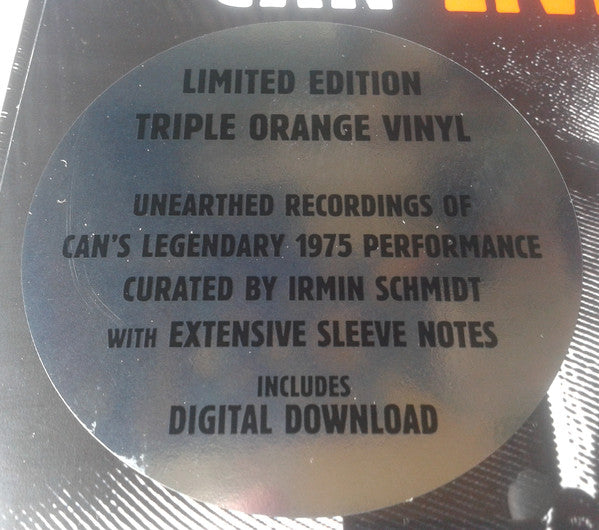 CAN
LIMITED EDITION
TRIPLE ORANGE VINYL
UNEARTHED RECORDINGS OF
CAN'S LEGENDARY 1975 PERFORMANCE
CURATED BY IRMIN SCHMIDT
WITH EXTENSIVE SLEEVE NOTES
INCLUDES
DIGITAL DOWNLOAD